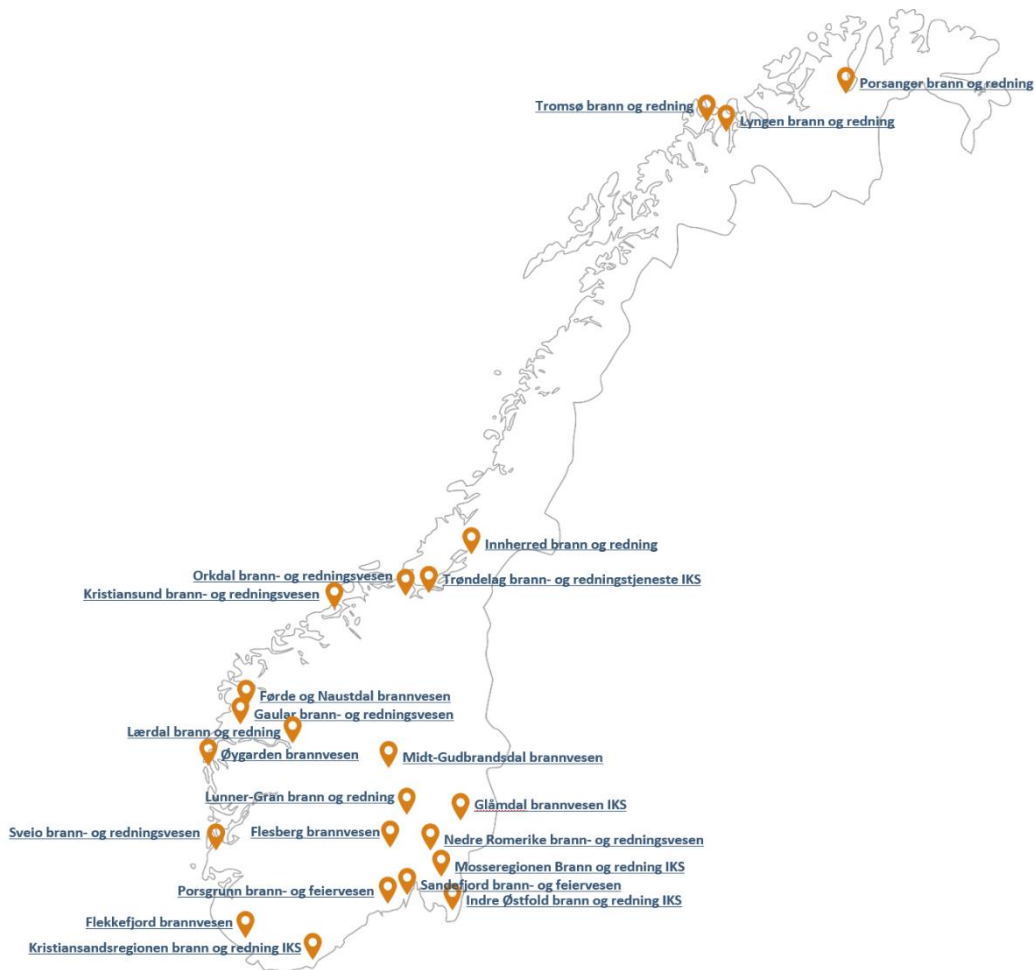 Porsanger brann og redning
Tromsø brann og redning
Lyngen brann og redning
Innherred brann og redning
Orkdal brann- og redningsvesen
Trøndelag brann- og redningstjeneste IKS
Kristiansund brann- og redningsvesen
Førde og Naustdal brannvesen
Gaular brann- og redningsvesen
Lærdal brann og redning
Øygarden brannvesen
Midt-Gudbrandsdal brannvesen
Lunner-Gran brann og redning
Glåmdal brannvesen IKS
Sveio brann- og redningsvesen
Flesberg brannvesen
Nedre Romerike brann- og redningsvesen
Mosseregionen Brann og redning IKS
Sandefjord brann- og feiervesen
Porsgrunn brann- og feiervesen
Indre Østfold brann og redning IKS
Flekkefjord brannvesen
Kristiansandsregionen brann og redning IKS